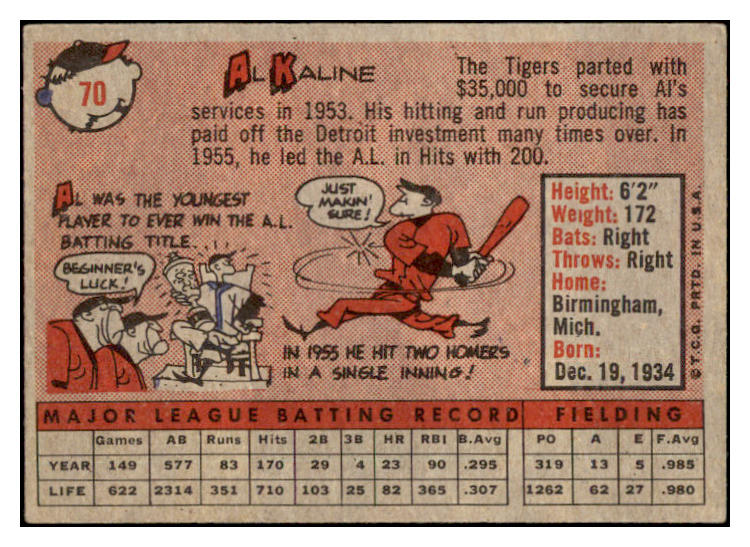 70
AL KALINE
The Tigers parted with
$35,000 to secure Al's
services in 1953. His hitting and run producing has
paid off the Detroit investment many times over. In
1955, he led the A.L. in Hits with 200.
AL WAS THE YOUNGEST
PLAYER TO EVER WIN THE A.L.
BATTING TITLE...
BEGINNER'S
LUCK!
JUST
MAKIN'
SURE!
IN 1955 HE HIT TWO HOMERS
IN A SINGLE INNING!
Height: 6'2"
Weight: 172
Bats: Right
Throws: Right
Home:
Birmingham,
Mich.
Born:
Dec. 19, 1934
© T.C.G. PRTD. IN U.S.A.
MAJOR LEAGUE BATTING RECORD FIELDING
Games AB Runs Hits 2B 3B HR RBI B.Avg PO A E F.Avg
YEAR 149 577 83 170 29 4 23 90 .295 319 13 5 .985
LIFE 622 2314 351 710 103 25 82 365 .307 1262 62 27 .980